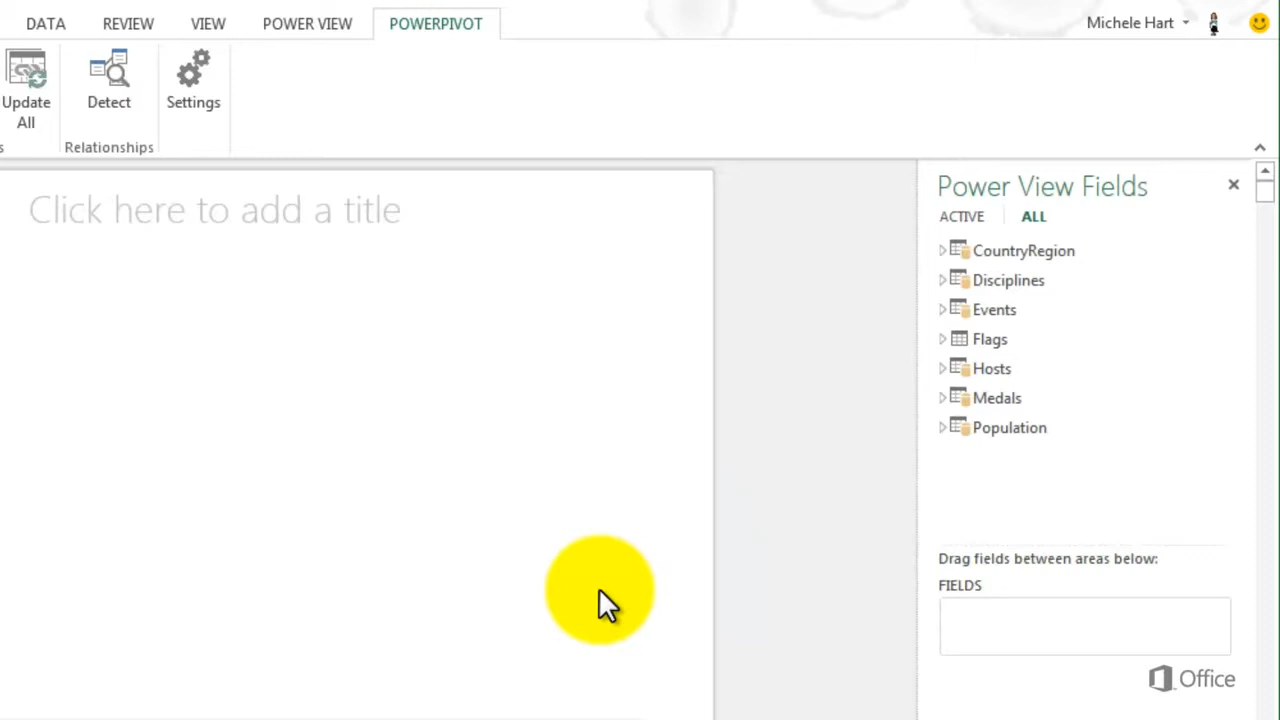 DATA REVIEW VIEW POWER VIEW POWERPIVOT Michele Hart
Update All
Detect
Settings
s
Relationships
Click here to add a title
Power View Fields
ACTIVE ALL
CountryRegion
Disciplines
Events
Flags
Hosts
Medals
Population
Drag fields between areas below:
FIELDS
Office